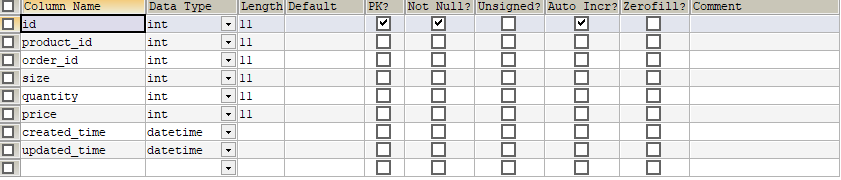 Column Name Data Type Length Default PK? Not Null? Unsigned? Auto Incr? Zerofill? Comment
id int 11
product_id int 11
order_id int 11
size int 11
quantity int 11
price int 11
created_time datetime
updated_time datetime